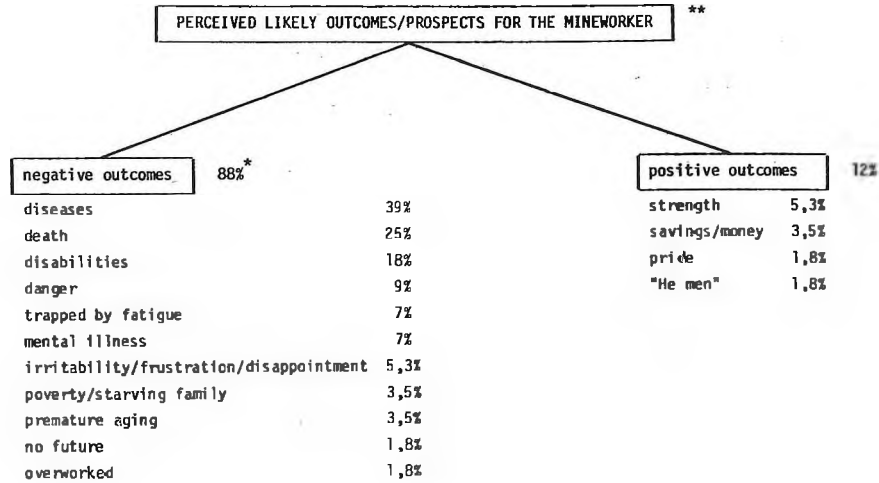 PERCEIVED LIKELY OUTCOMES/PROSPECTS FOR THE MINEWORKER **
negative outcomes 88%*
diseases 39%
death 25%
disabilities 18%
danger 9%
trapped by fatigue 7%
mental illness 7%
irritability/frustration/disappointment 5,3%
poverty/starving family 3,5%
premature aging 3,5%
no future 1,8%
overworked 1,8%
positive outcomes 12%
strength 5,3%
savings/money 3,5%
pride 1,8%
"He men" 1,8%